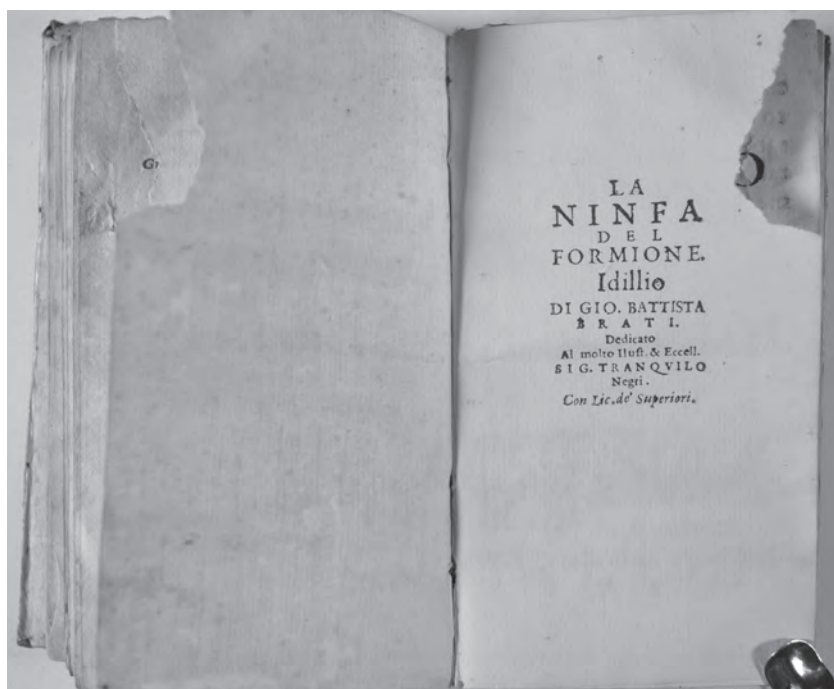 LA
NINFA
DEL
FORMIONE.
Idillio
DI GIO. BATTISTA
BRATI.
Dedicato
Al molto Ilust. & Eccell.
SIG. TRANQVILO
Negri.
Con Lic. de' Superiori.